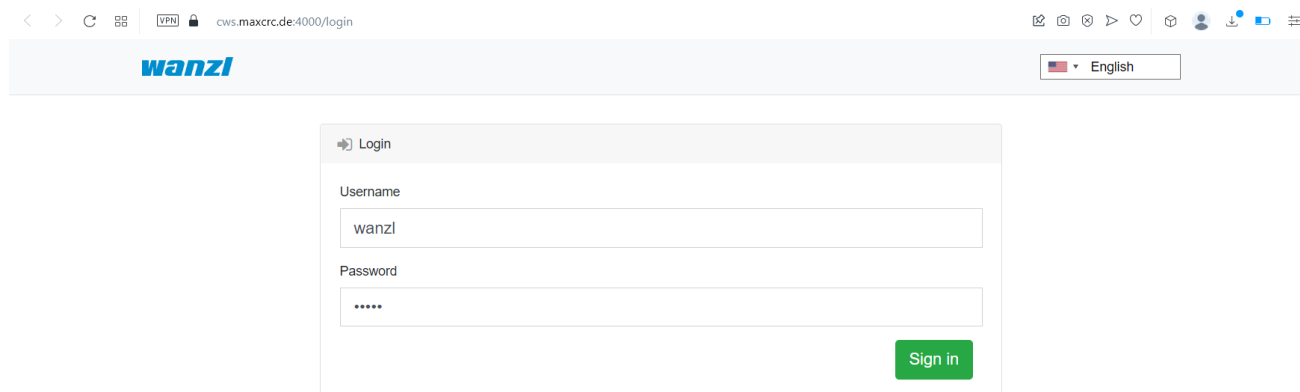 VPN cws.maxcrc.de:4000/login
wanzl English
Login
Username
wanzl
Password
•••••
Sign in